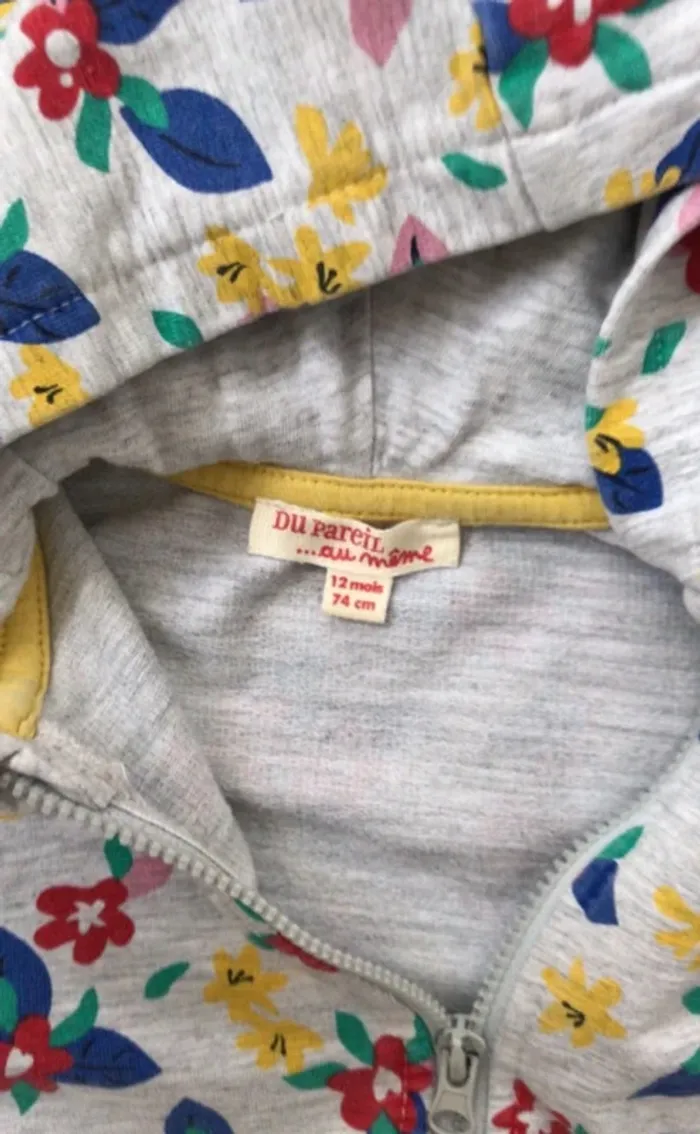 DU PAREIL
...au même
12 mois
74 cm